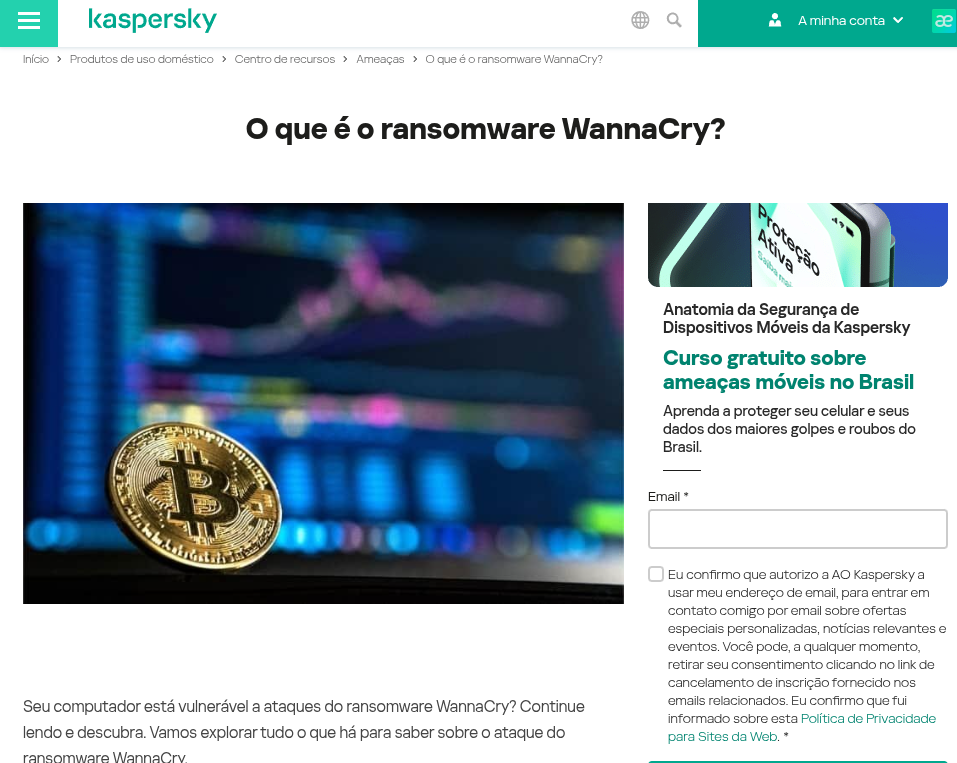 kaspersky
A minha conta
Início > Produtos de uso doméstico > Centro de recursos > Ameaças > O que é o ransomware WannaCry?
O que é o ransomware WannaCry?
Proteção
Ativa
Saiba mais
Anatomia da Segurança de
Dispositivos Móveis da Kaspersky
Curso gratuito sobre
ameaças móveis no Brasil
Aprenda a proteger seu celular e seus
dados dos maiores golpes e roubos do
Brasil.
Email *
Eu confirmo que autorizo a AO Kaspersky a
usar meu endereço de email, para entrar em
contato comigo por email sobre ofertas
especiais personalizadas, notícias relevantes e
eventos. Você pode, a qualquer momento,
retirar seu consentimento clicando no link de
cancelamento de inscrição fornecido nos
emails relacionados. Eu confirmo que fui
informado sobre esta Política de Privacidade
para Sites da Web. *
Seu computador está vulnerável a ataques do ransomware WannaCry? Continue
lendo e descubra. Vamos explorar tudo o que há para saber sobre o ataque do
ransomware WannaCry.